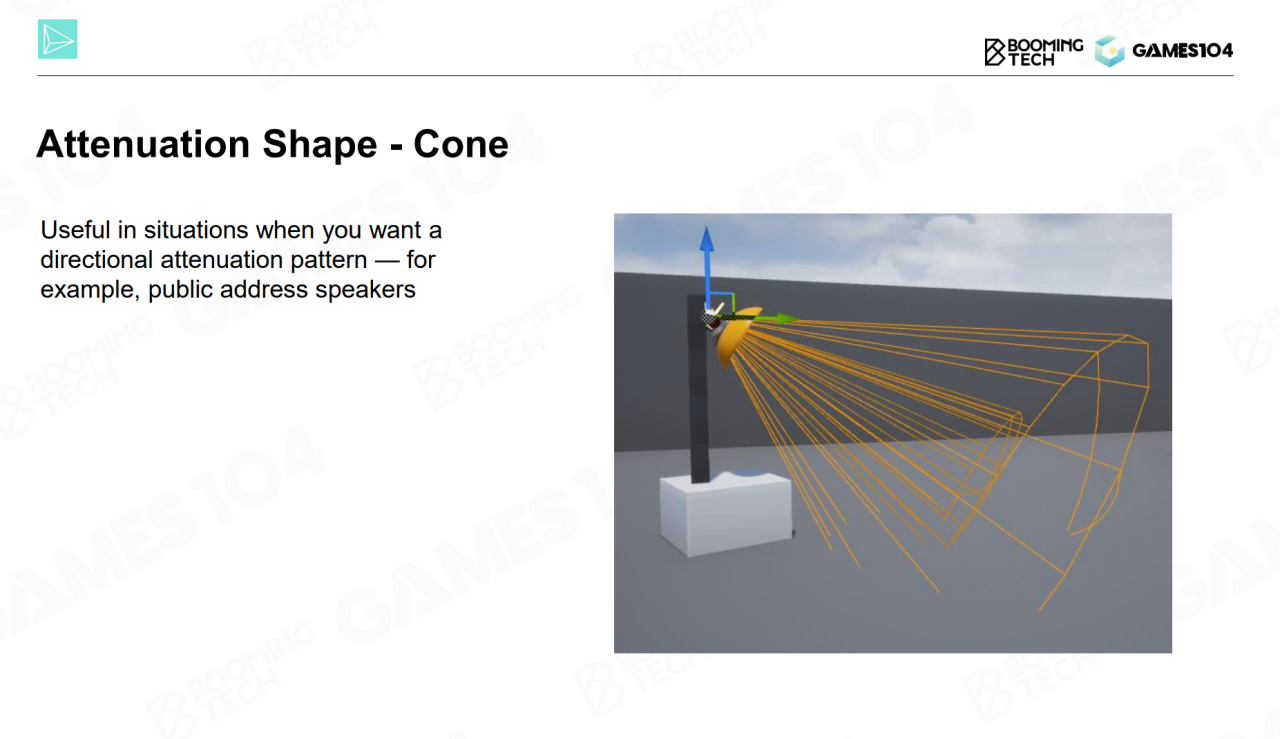 BOOMING
TECH
GAMES104
Attenuation Shape - Cone
Useful in situations when you want a
directional attenuation pattern — for
example, public address speakers